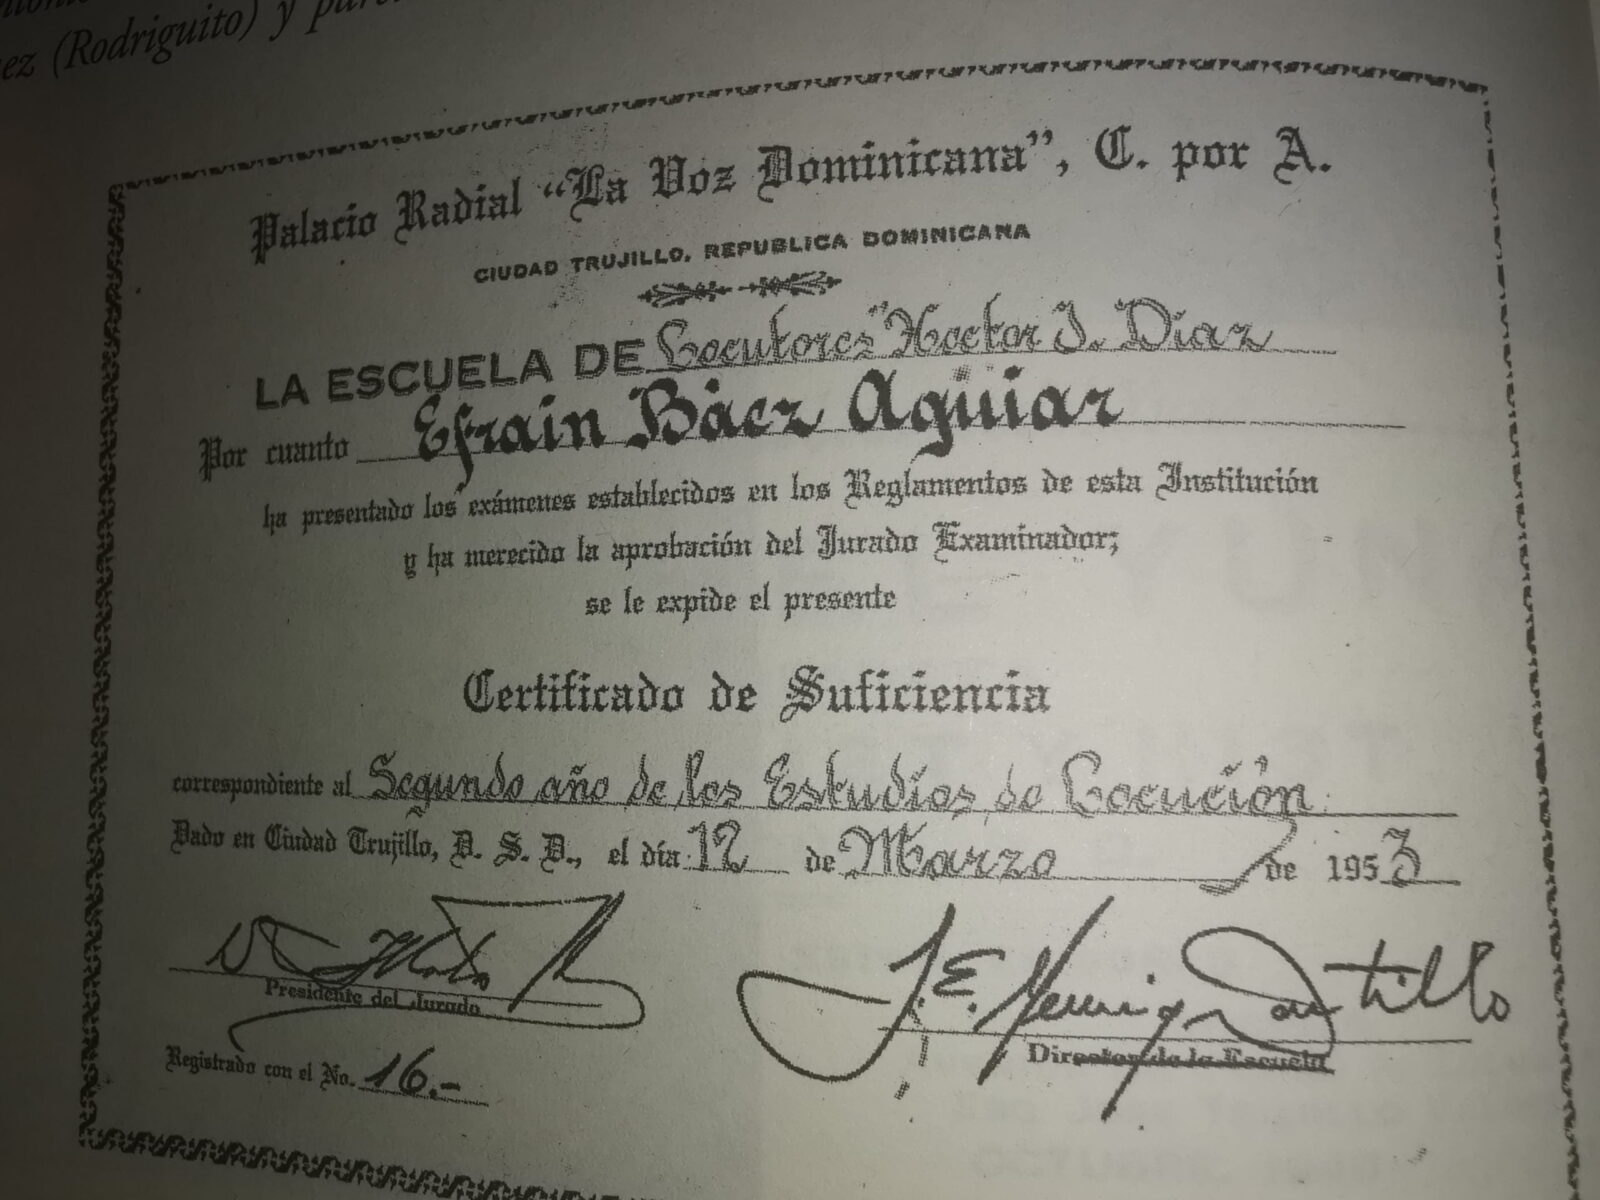 ez (Rodriguito) y
Palacio Radial “La Voz Dominicana”, C. por A.
CIUDAD TRUJILLO, REPUBLICA DOMINICANA
LA ESCUELA DE Locutores "Hector J. Diaz
Por cuanto Efrain Báez Aguiar
ha presentado los exámenes establecidos en los Reglamentos de esta Institución
y ha merecido la aprobación del Jurado Examinador;
se le expide el presente
Certificado de Suficiencia
correspondiente al Segundo año de los Estudios de Locución
Dado en Ciudad Trujillo, D. S. D., el día 12 de Marzo de 1953
J. E.
Presidente del Jurado
Director de la Escuela
Registrado con el No. 16.-